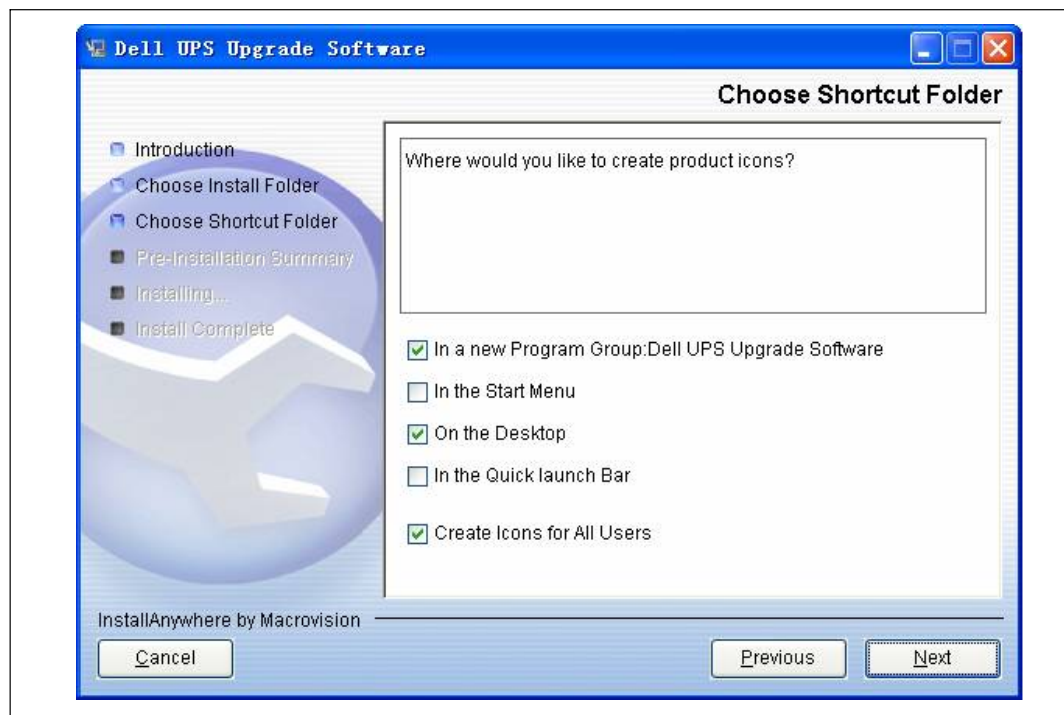 Dell UPS Upgrade Software
Choose Shortcut Folder
Introduction
Choose Install Folder
Choose Shortcut Folder
Pre-Installation Summary
Installing...
Install Complete
Where would you like to create product icons?
In a new Program Group:Dell UPS Upgrade Software
In the Start Menu
On the Desktop
In the Quick launch Bar
Create Icons for All Users
InstallAnywhere by Macrovision
Cancel
Previous
Next